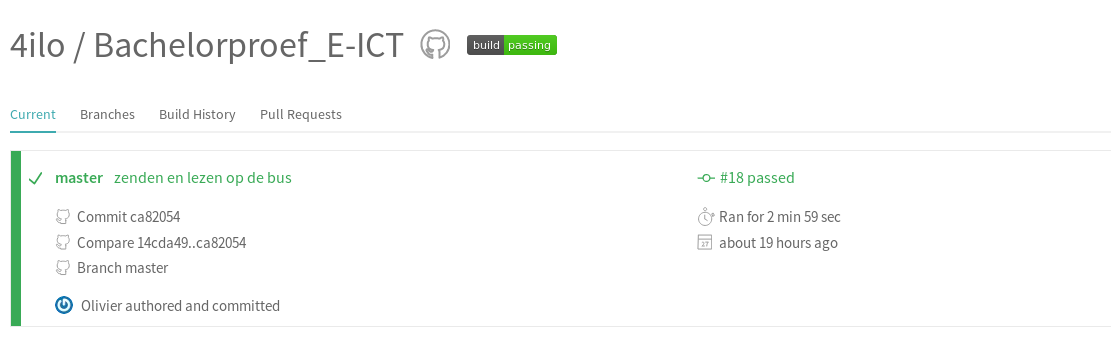 4ilo / Bachelorproef_E-ICT build passing
Current Branches Build History Pull Requests
master zenden en lezen op de bus #18 passed
Commit ca82054 Ran for 2 min 59 sec
Compare 14cda49..ca82054 27 about 19 hours ago
Branch master
Olivier authored and committed